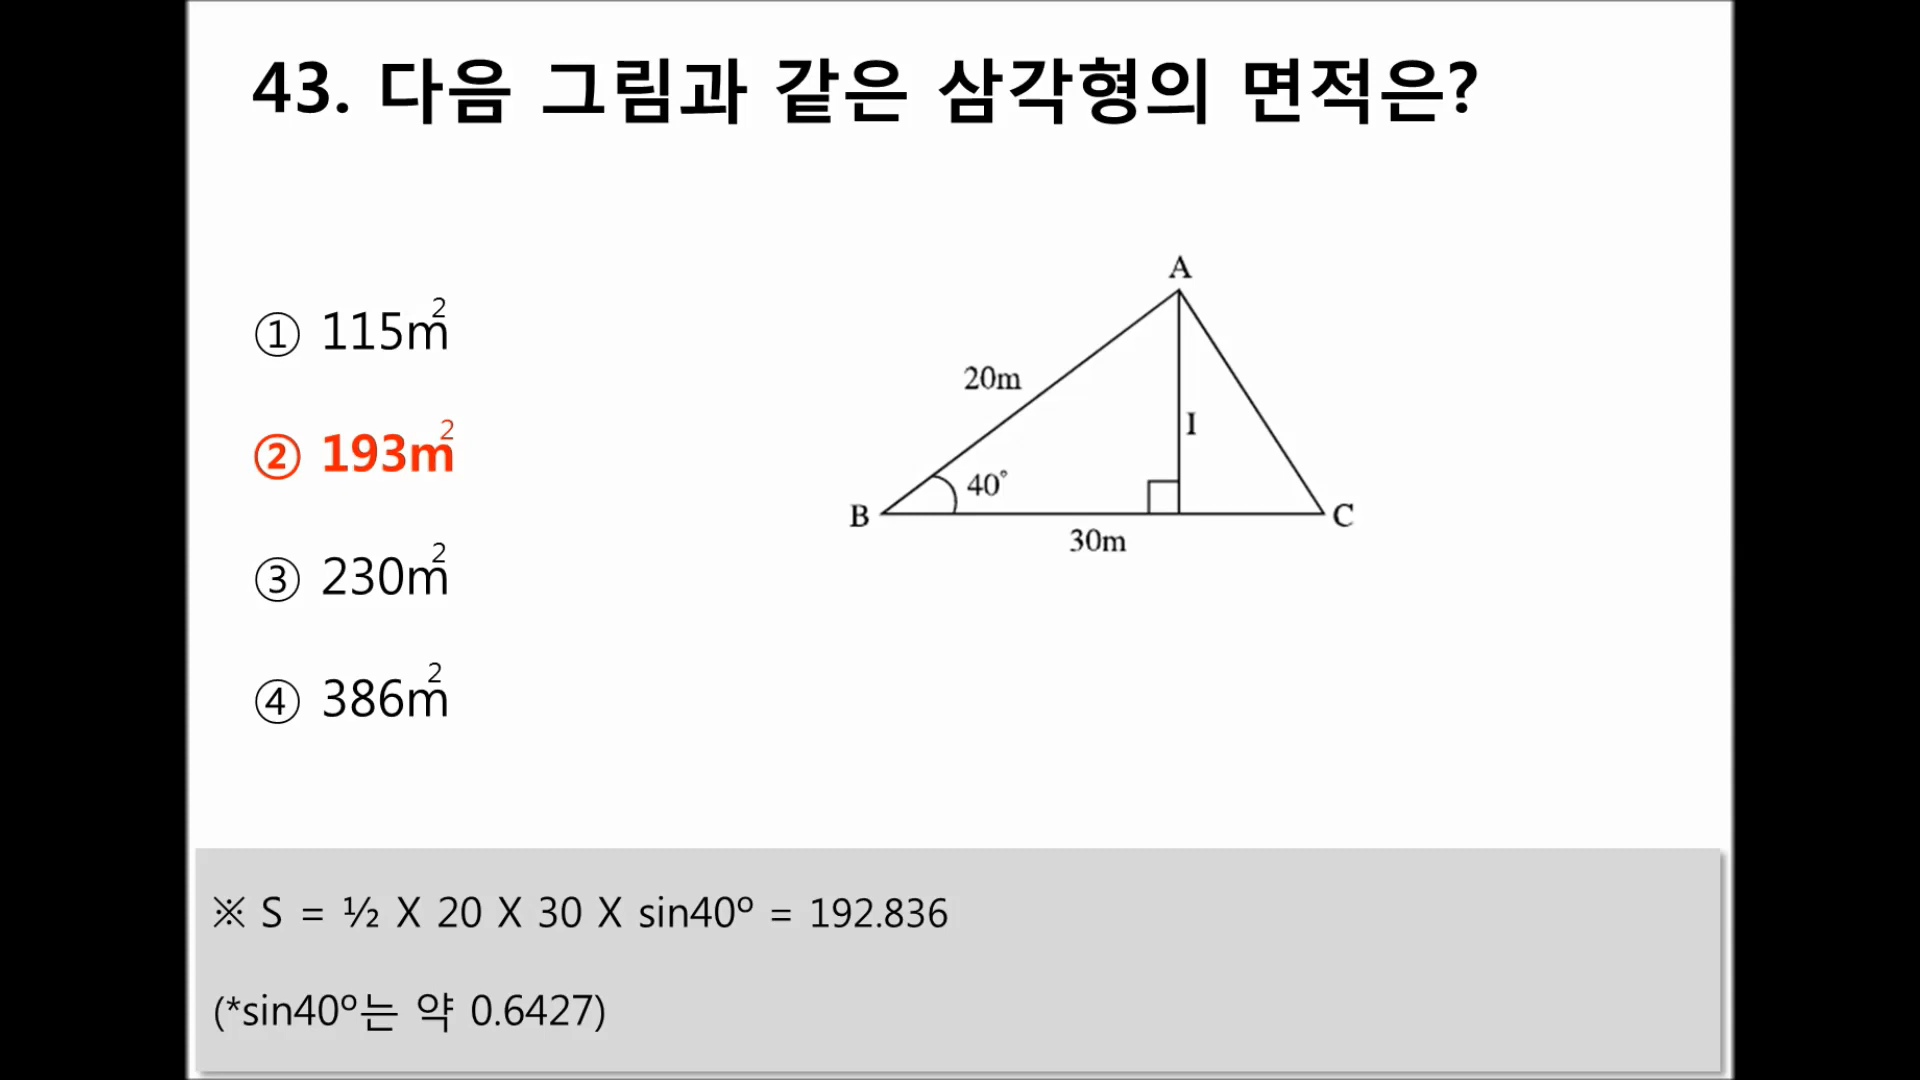 43. 다음 그림과 같은 삼각형의 면적은?
① 115m²
② 193m²
③ 230m²
④ 386m²
A
20m
I
40°
B
C
30m
※ S = ½ X 20 X 30 X sin40º = 192.836
(*sin40º는 약 0.6427)